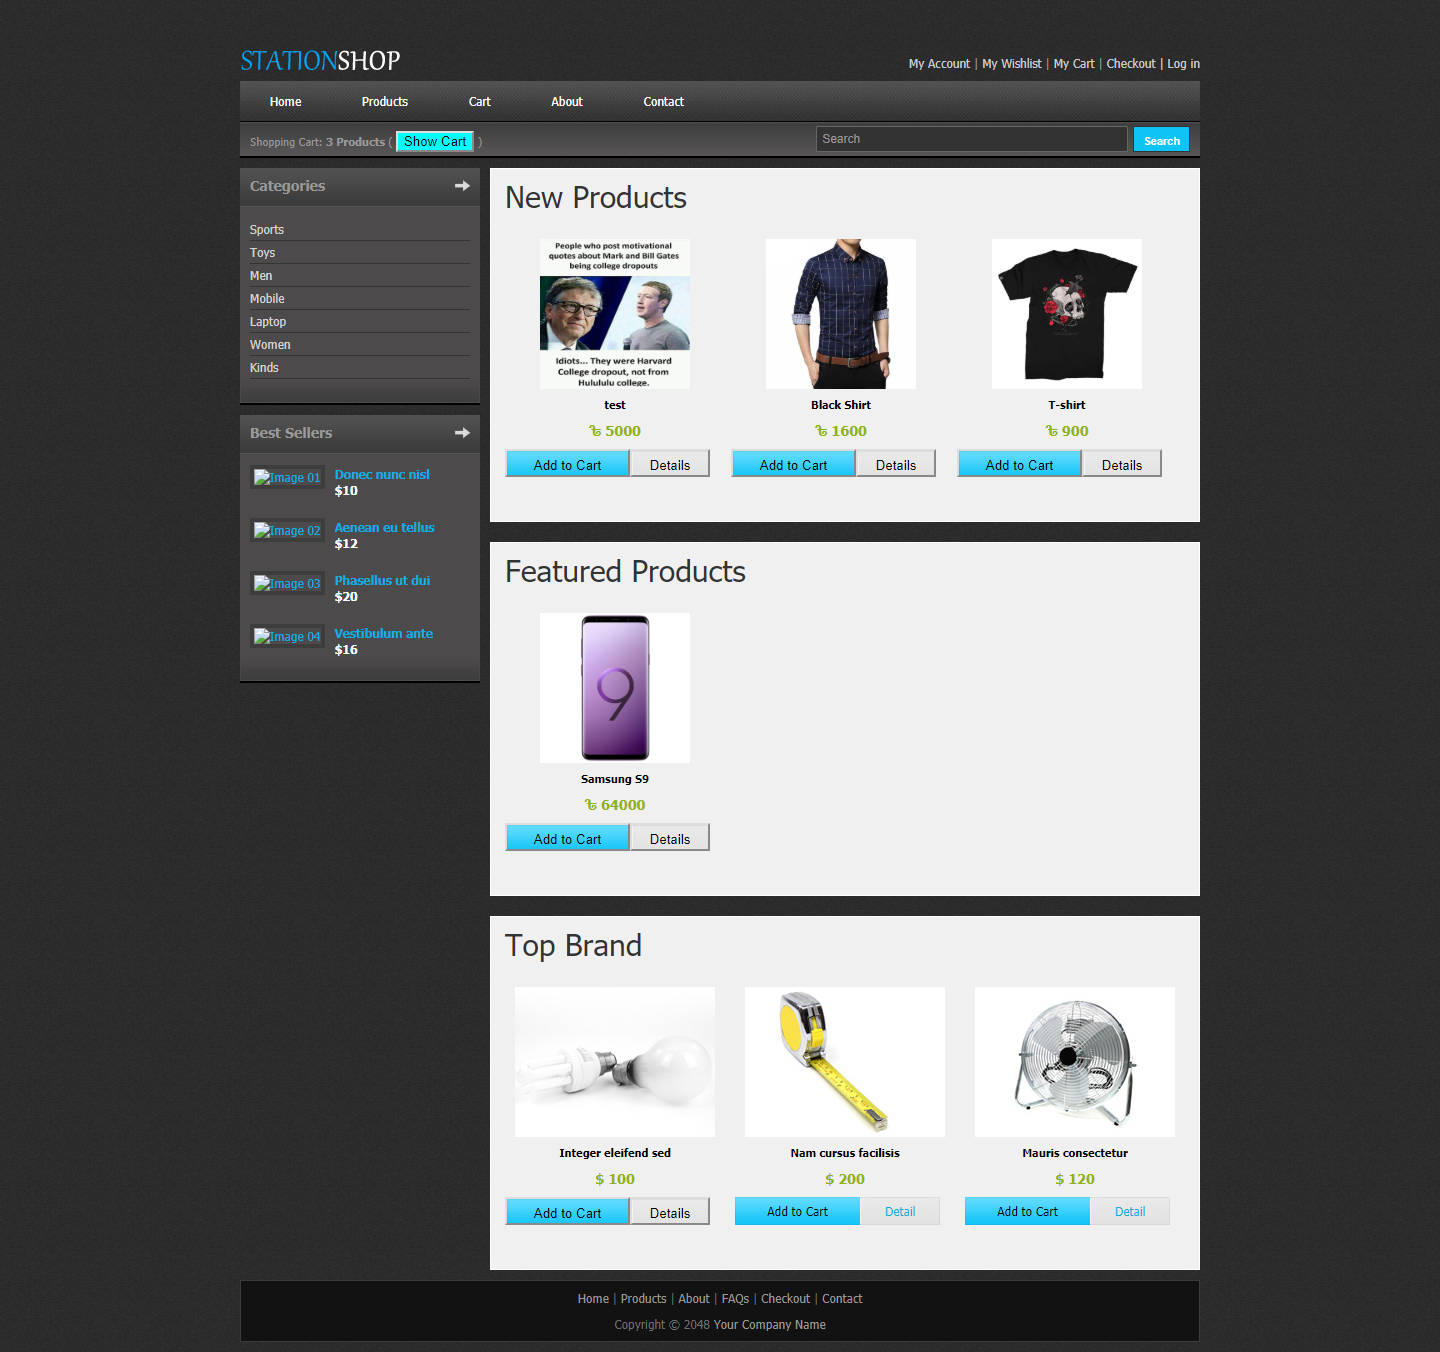 STATIONSHOP
My Account | My Wishlist | My Cart | Checkout | Log in
Home Products Cart About Contact
Shopping Cart: 3 Products ( Show Cart )
Search Search
Categories
Sports
Toys
Men
Mobile
Laptop
Women
Kinds
Best Sellers
Image 01 Donec nunc nisl
$10
Image 02 Aenean eu tellus
$12
Image 03 Phasellus ut dui
$20
Image 04 Vestibulum ante
$16
New Products
People who post motivational
quotes about Mark and Bill Gates
being college dropouts
Idiots... They were Harvard
College dropout, not from
Hulululu college.
test Black Shirt T-shirt
৳ 5000 ৳ 1600 ৳ 900
Add to Cart Details Add to Cart Details Add to Cart Details
Featured Products
9
Samsung S9
৳ 64000
Add to Cart Details
Top Brand
Integer eleifend sed Nam cursus facilisis Mauris consectetur
$ 100 $ 200 $ 120
Add to Cart Details Add to Cart Detail Add to Cart Detail
Home | Products | About | FAQs | Checkout | Contact
Copyright © 2048 Your Company Name